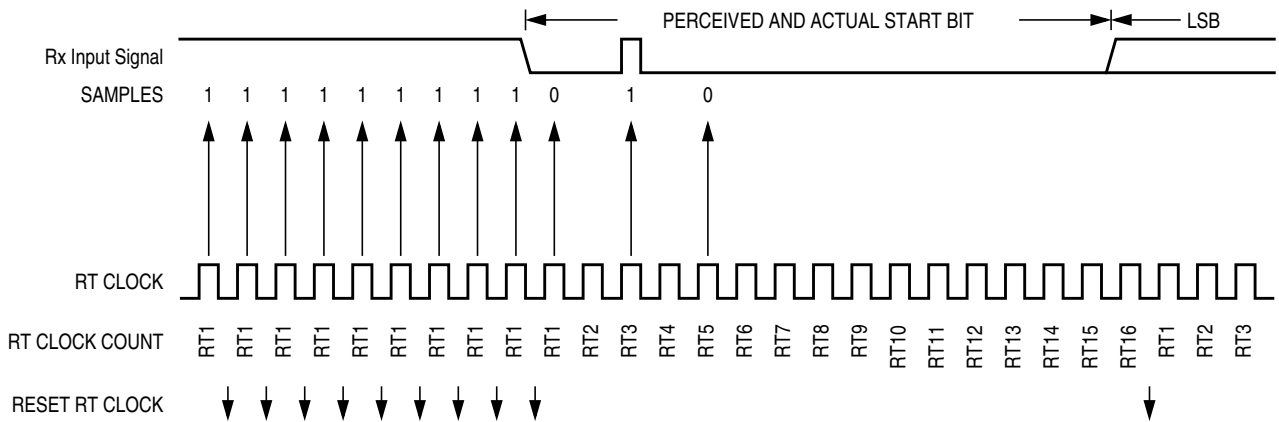 PERCEIVED AND ACTUAL START BIT LSB
Rx Input Signal
SAMPLES 1 1 1 1 1 1 1 1 1 0 1 0
RT CLOCK
RT CLOCK COUNT RT1 RT1 RT1 RT1 RT1 RT1 RT1 RT1 RT1 RT1 RT2 RT3 RT4 RT5 RT6 RT7 RT8 RT9 RT10 RT11 RT12 RT13 RT14 RT15 RT16 RT1 RT2 RT3
RESET RT CLOCK